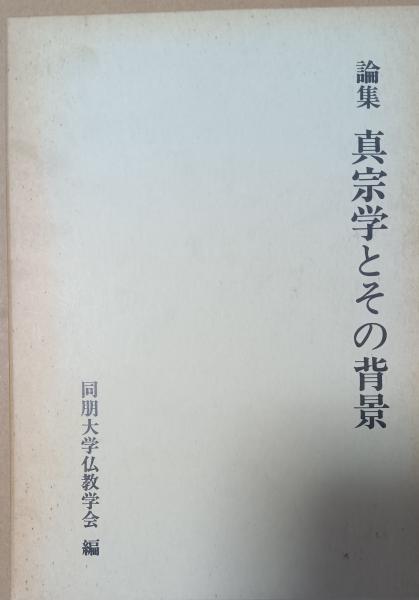 論集 真宗学とその背景
同朋大学仏教学会 編